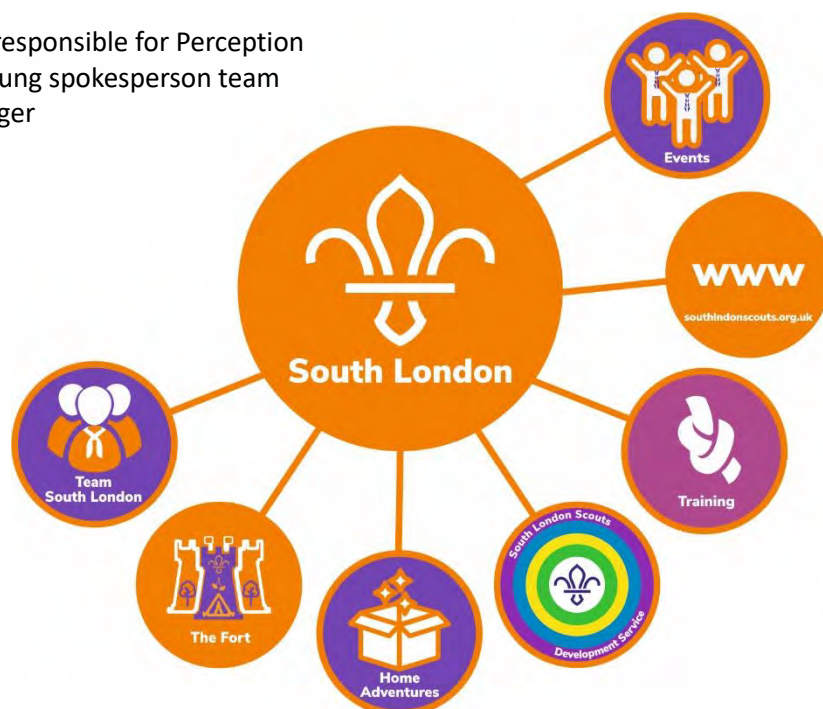 responsible for Perception
ung spokesperson team
ger
Events
www
southlndonscouts.org.uk
South London
Training
Team
South London
The Fort
South London Scouts
Development Service
Home
Adventures